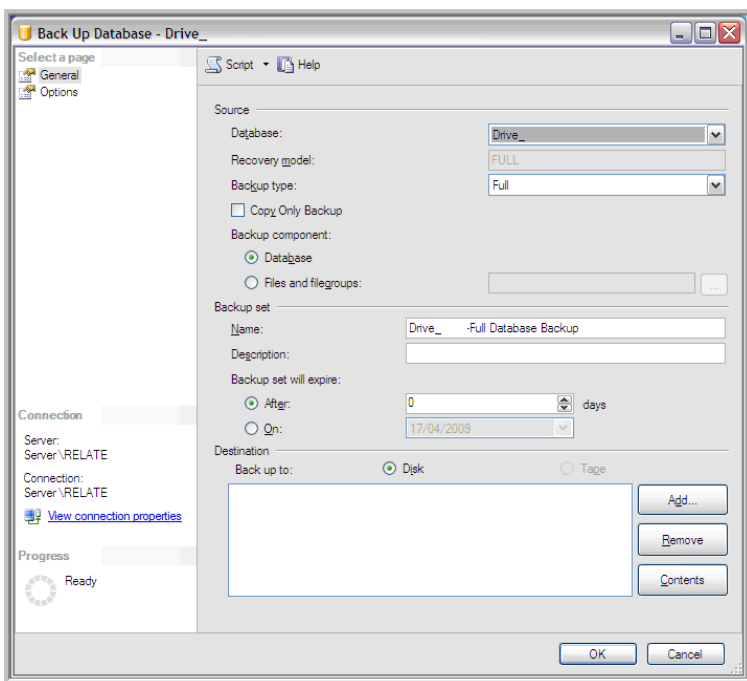 Back Up Database - Drive_
Select a page
General
Options
Script Help
Source
Database: Drive_
Recovery model: FULL
Backup type: Full
Copy Only Backup
Backup component:
Database
Files and filegroups: ...
Backup set
Name: Drive_ -Full Database Backup
Description:
Backup set will expire:
After: 0 days
On: 17/04/2009
Destination
Back up to: Disk Tape
Add...
Remove
Contents
Connection
Server:
Server\RELATE
Connection:
Server\RELATE
View connection properties
Progress
Ready
OK Cancel